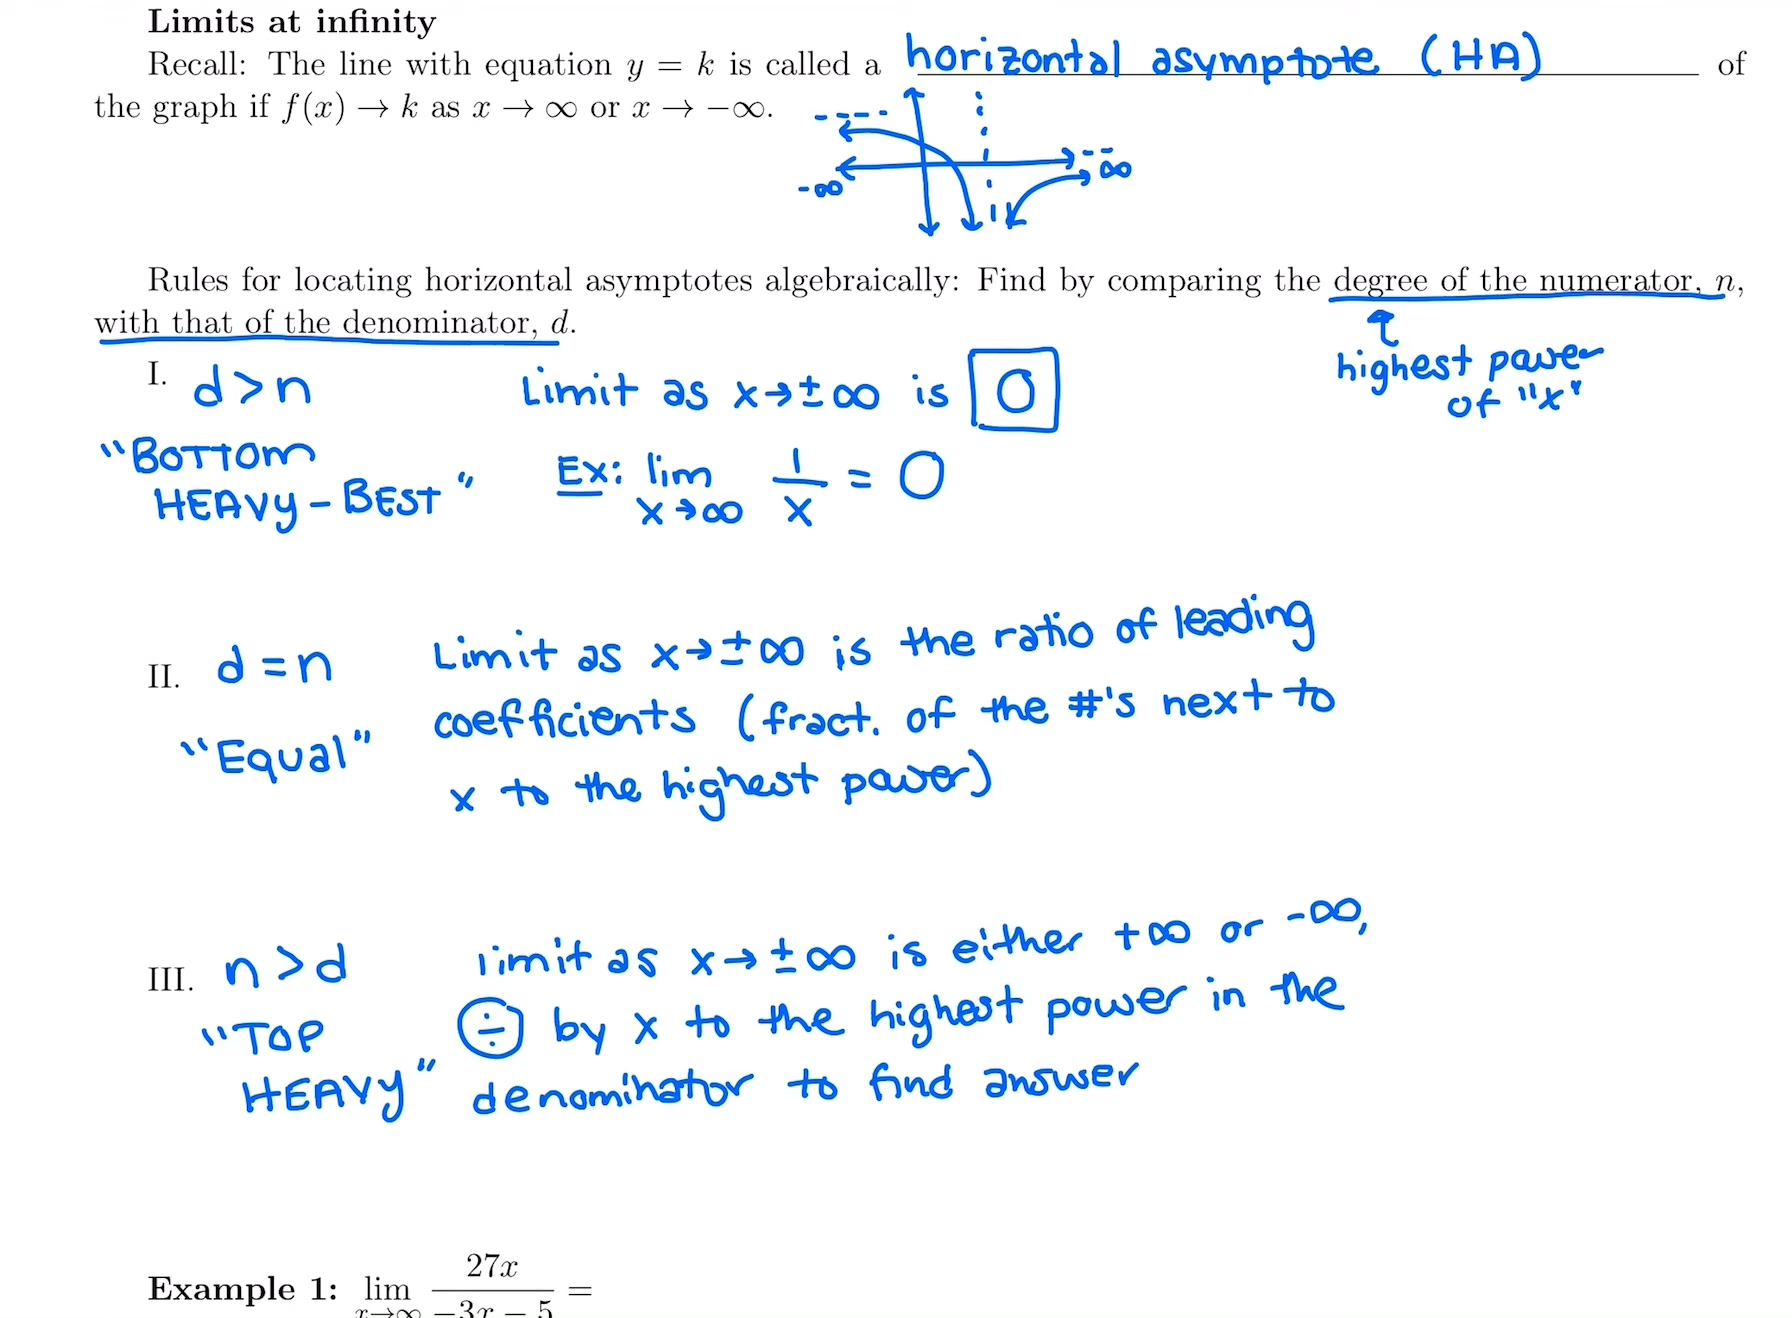 Limits at infinity
Recall: The line with equation y = k is called a horizontal asymptote (HA) of
the graph if f(x) → k as x → ∞ or x → −∞.
-∞ ∞
Rules for locating horizontal asymptotes algebraically: Find by comparing the degree of the numerator, n,
with that of the denominator, d.
highest power
of "x"
I. d>n Limit as x→±∞ is 0
"BOTTOM
HEAVY-BEST" Ex: lim x→∞ 1/x = 0
II. d=n Limit as x→±∞ is the ratio of leading
"Equal" coefficients (fract. of the #'s next to
x to the highest power)
III. n>d limit as x→±∞ is either +∞ or -∞,
"TOP ÷ by x to the highest power in the
HEAVY" denominator to find answer
Example 1: lim x→∞ 27x/(−3x − 5) =